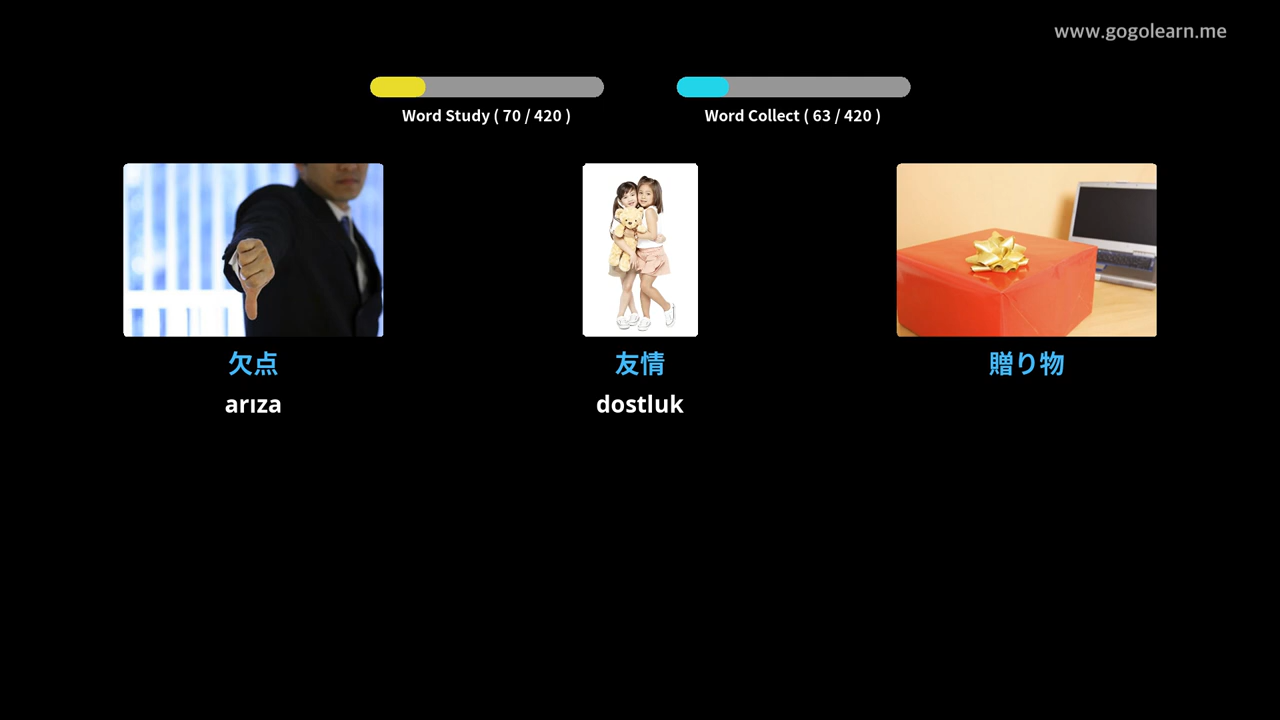 www.gogolearn.me
Word Study ( 70 / 420 )
Word Collect ( 63 / 420 )
欠点
友情
贈り物
arıza
dostluk